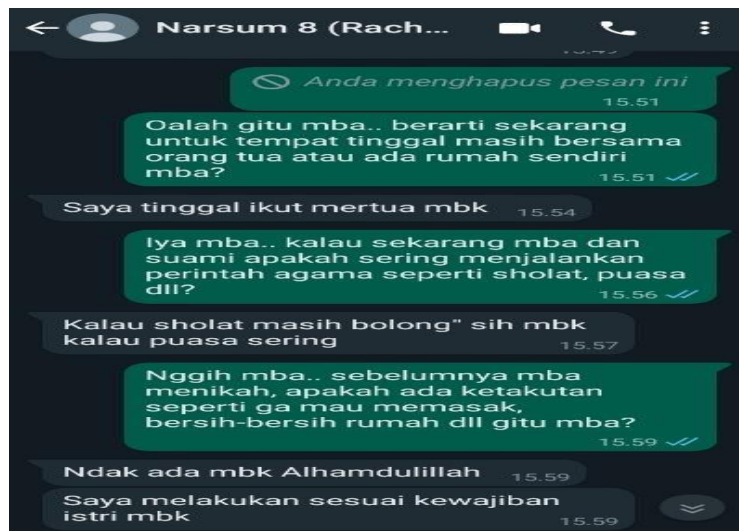 Narsum 8 (Rach...
Anda menghapus pesan ini
15.51
Oalah gitu mba.. berarti sekarang
untuk tempat tinggal masih bersama
orang tua atau ada rumah sendiri
mba?
15.51
Saya tinggal ikut mertua mbk 15.54
Iya mba.. kalau sekarang mba dan
suami apakah sering menjalankan
perintah agama seperti sholat, puasa
dll?
15.56
Kalau sholat masih bolong" sih mbk
kalau puasa sering
15.57
Nggih mba.. sebelumnya mba
menikah, apakah ada ketakutan
seperti ga mau memasak,
bersih-bersih rumah dll gitu mba?
15.59
Ndak ada mbk Alhamdulillah 15.59
Saya melakukan sesuai kewajiban
istri mbk
15.59